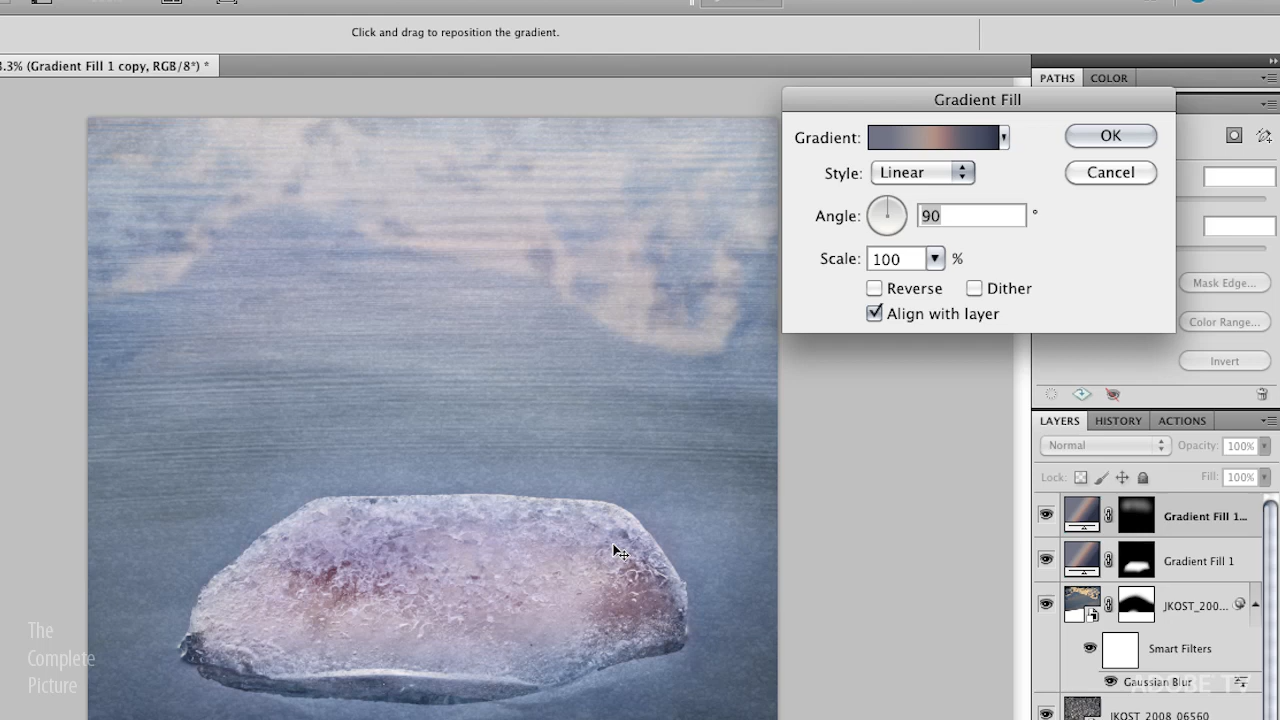 Click and drag to reposition the gradient.
3.3% (Gradient Fill 1 copy, RGB/8*) *
PATHS
COLOR
Gradient Fill
Gradient:
OK
Style: Linear
Cancel
Angle: 90 °
Scale: 100 %
Reverse
Dither
Align with layer
Mask Edge...
Color Range...
Invert
LAYERS
HISTORY
ACTIONS
Normal
Opacity: 100%
Lock:
Fill: 100%
Gradient Fill 1...
Gradient Fill 1
JKOST_200...
Smart Filters
Gaussian Blur
JKOST_2008_06560
The
Complete
Picture
ADOBE TV